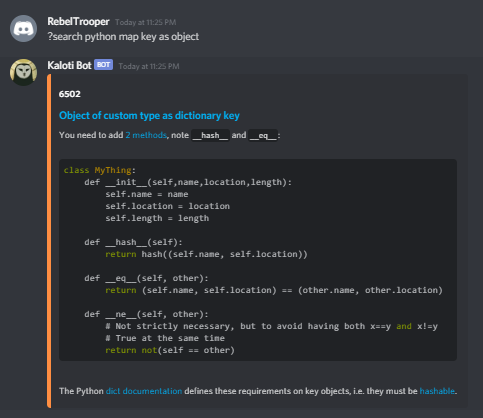 RebelTrooper Today at 11:25 PM
?search python map key as object
Kaloti Bot BOT Today at 11:25 PM
6502
Object of custom type as dictionary key
You need to add 2 methods, note __hash__ and __eq__:
class MyThing:
    def __init__(self,name,location,length):
        self.name = name
        self.location = location
        self.length = length
    def __hash__(self):
        return hash((self.name, self.location))
    def __eq__(self, other):
        return (self.name, self.location) == (other.name, other.location)
    def __ne__(self, other):
        # Not strictly necessary, but to avoid having both x==y and x!=y
        # True at the same time
        return not(self == other)
The Python dict documentation defines these requirements on key objects, i.e. they must be hashable.